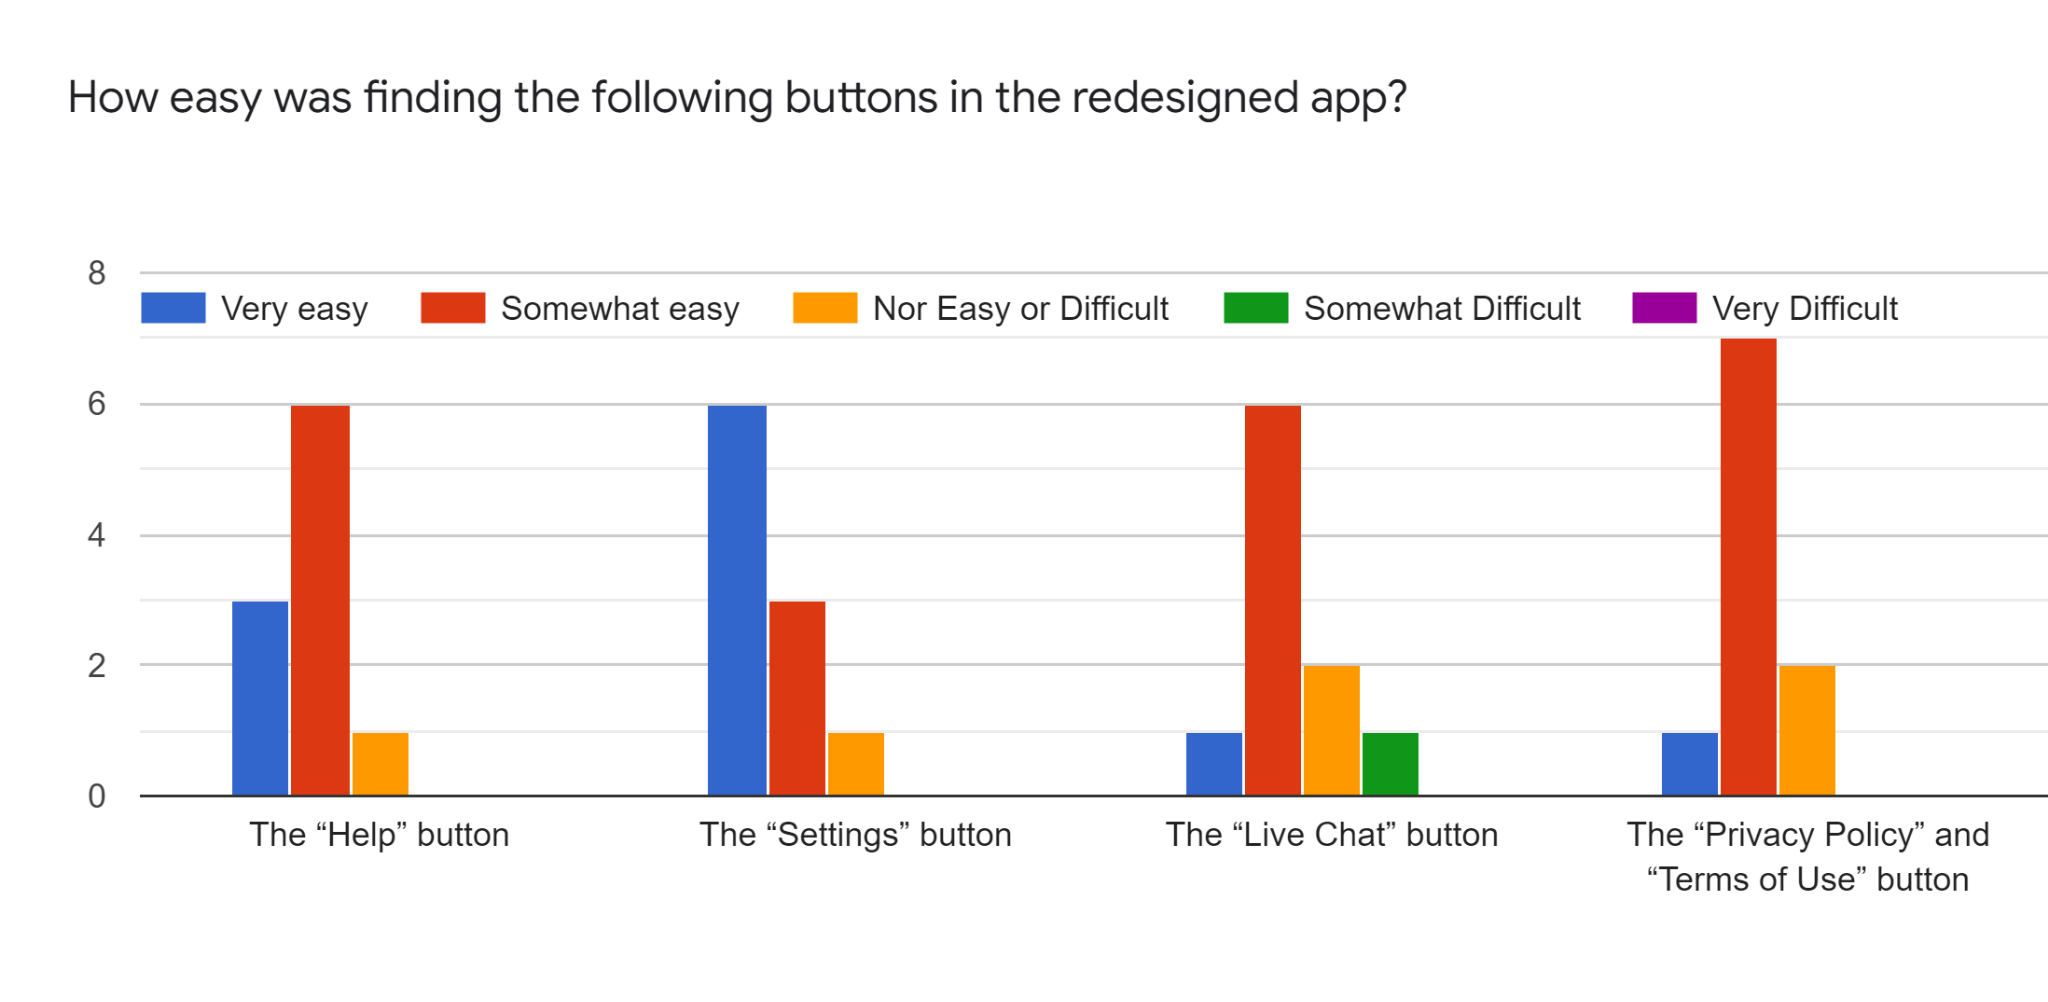 How easy was finding the following buttons in the redesigned app?
8
Very easy Somewhat easy Nor Easy or Difficult Somewhat Difficult Very Difficult
6
4
2
0
The “Help” button The “Settings” button The “Live Chat” button The “Privacy Policy” and
“Terms of Use” button